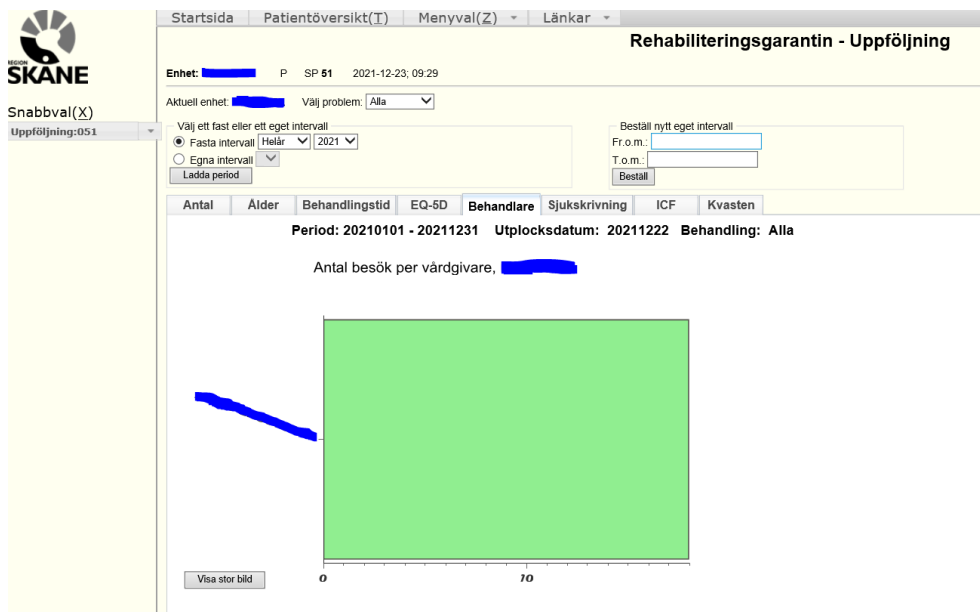 Startsida Patientöversikt(T) Menyval(Z) Länkar
REGION
SKÅNE
Rehabiliteringsgarantin - Uppföljning
Enhet: P SP 51 2021-12-23; 09:29
Snabbval(X)
Uppföljning:051
Aktuell enhet: Välj problem: Alla
Välj ett fast eller ett eget intervall
Fasta intervall Helår 2021
Egna intervall
Ladda period
Beställ nytt eget intervall
Fr.o.m.:
T.o.m.:
Beställ
Antal Ålder Behandlingstid EQ-5D Behandlare Sjukskrivning ICF Kvasten
Period: 20210101 - 20211231 Utplocksdatum: 20211222 Behandling: Alla
Antal besök per vårdgivare,
0 10
Visa stor bild